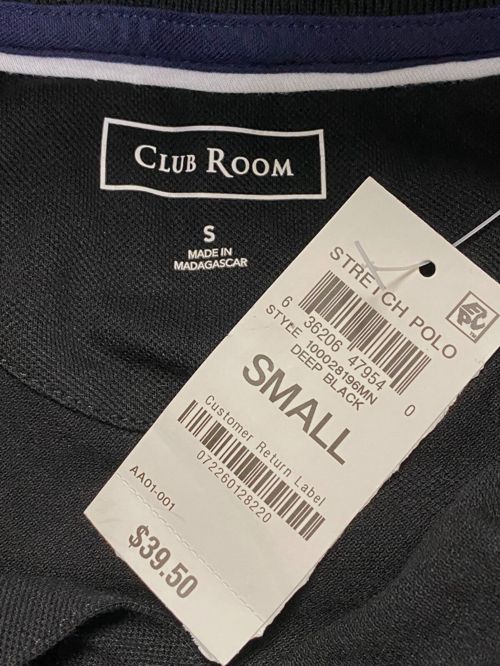 CLUB ROOM
S
MADE IN
MADAGASCAR
STRETCH POLO
6 36206 47954 0
STYLE 100028196MN
DEEP BLACK
SMALL
Customer Return Label
072260128220
AA01-001
$39.50